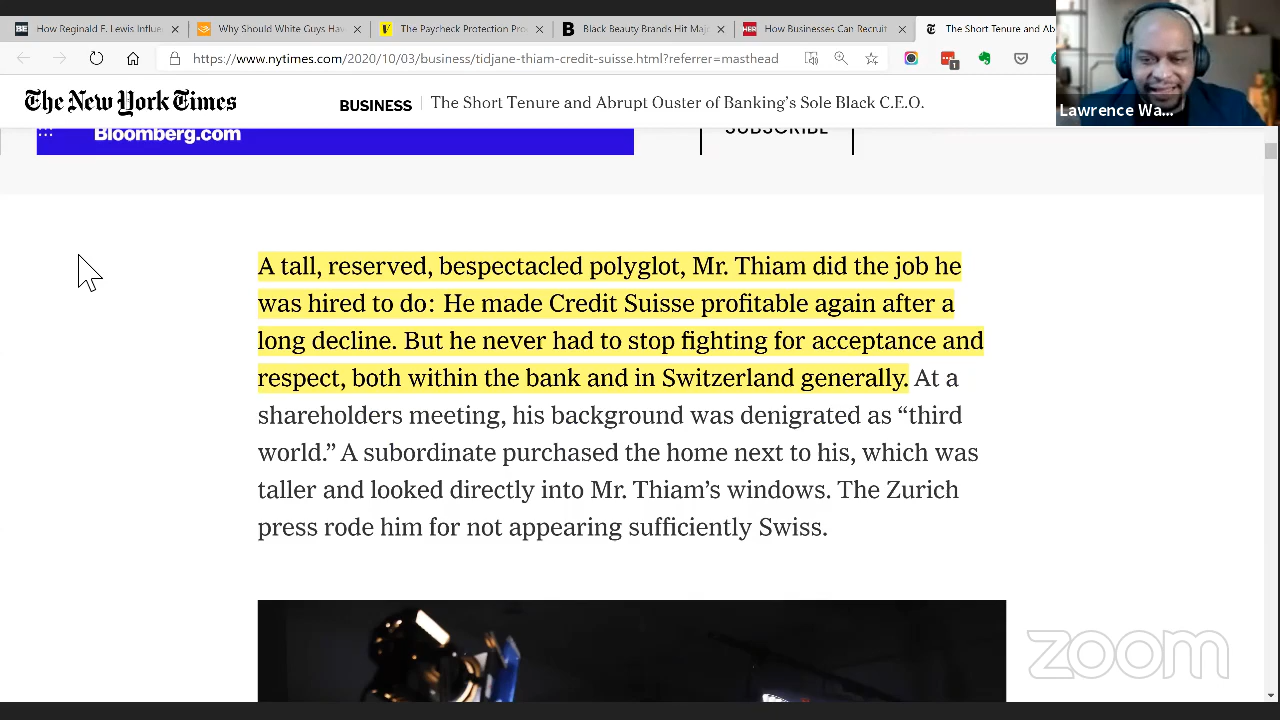 How Reginald F. Lewis Influe
Why Should White Guys Have
The Paycheck Protection Pro
Black Beauty Brands Hit Maj
How Businesses Can Recruit
The Short Tenure and Ab
https://www.nytimes.com/2020/10/03/business/tidjane-thiam-credit-suisse.html?referrer=masthead
1
Lawrence Wa...
The New York Times
BUSINESS
The Short Tenure and Abrupt Ouster of Banking's Sole Black C.E.O.
Bloomberg.com
SUBSCRIBE
A tall, reserved, bespectacled polyglot, Mr. Thiam did the job he
was hired to do: He made Credit Suisse profitable again after a
long decline. But he never had to stop fighting for acceptance and
respect, both within the bank and in Switzerland generally. At a
shareholders meeting, his background was denigrated as “third
world.” A subordinate purchased the home next to his, which was
taller and looked directly into Mr. Thiam’s windows. The Zurich
press rode him for not appearing sufficiently Swiss.
zoom